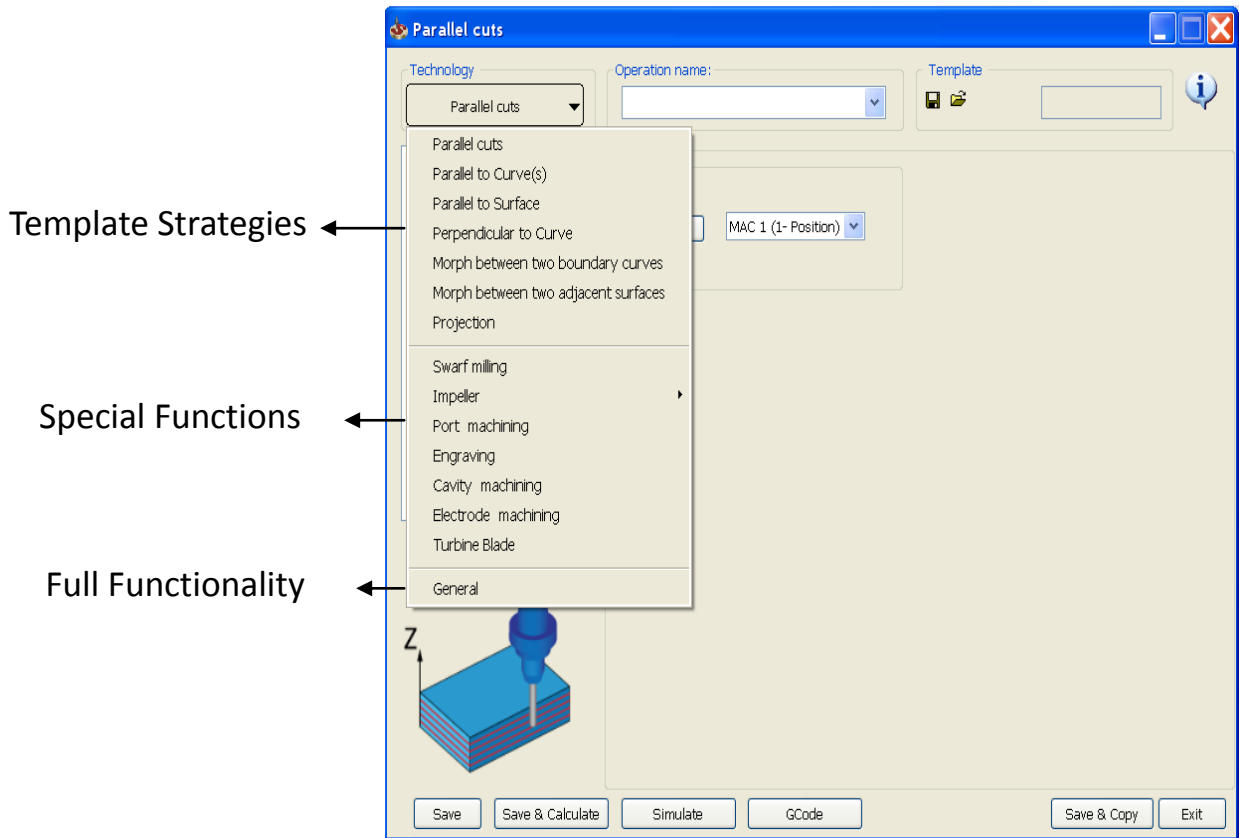 Parallel cuts
Technology
Operation name:
Template
Parallel cuts
i
Parallel cuts
Parallel to Curve(s)
Parallel to Surface
Perpendicular to Curve
Morph between two boundary curves
Morph between two adjacent surfaces
Projection
MAC 1 (1- Position)
Template Strategies
Swarf milling
Impeller
Port machining
Engraving
Cavity machining
Electrode machining
Turbine Blade
Special Functions
General
Full Functionality
Z
Save
Save & Calculate
Simulate
GCode
Save & Copy
Exit